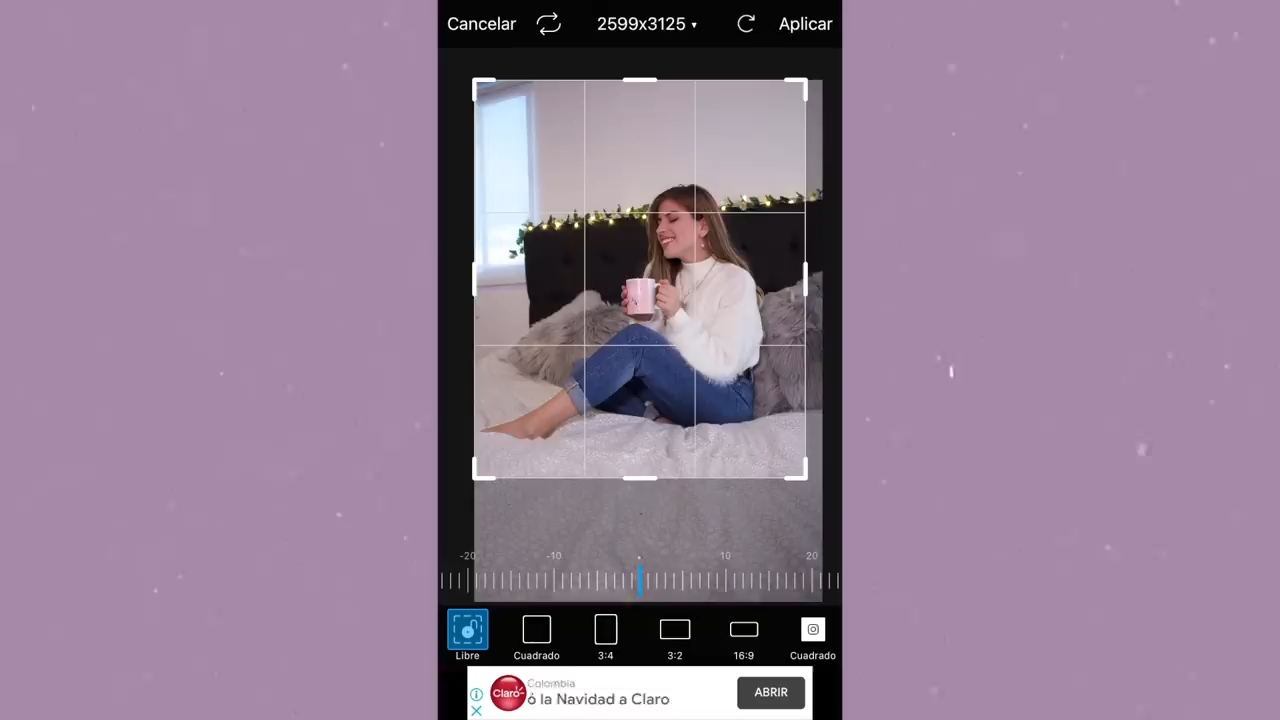 Cancelar 2599x3125 ▾ Aplicar
-20 -10 10 20
Libre Cuadrado 3:4 3:2 16:9 Cuadrado
Colombia
Claro
ó la Navidad a Claro
ABRIR